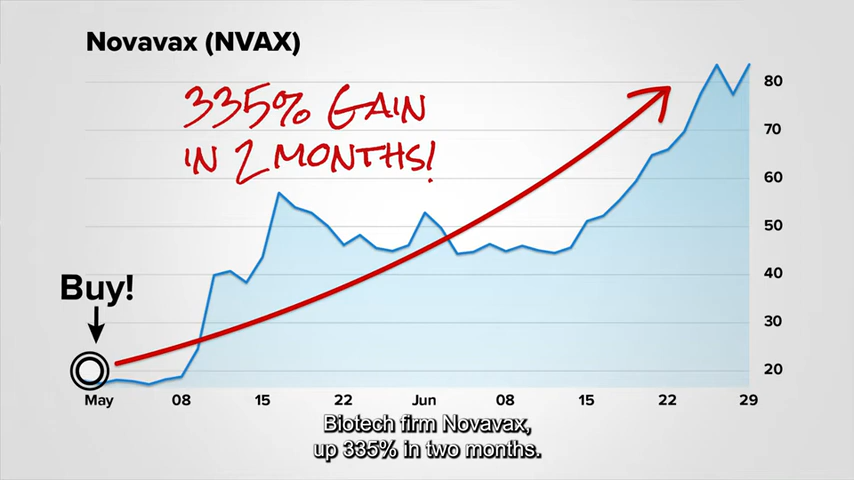 Novavax (NVAX)
335% GAIN
IN 2 MONTHS!
80
70
60
50
40
30
20
Buy!
May 08 15 22 Jun 08 15 22 29
Biotech firm Novavax,
up 335% in two months.